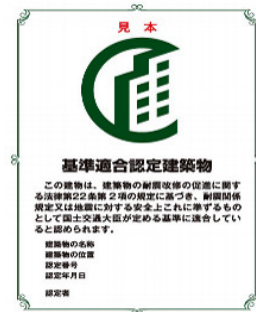 見本
基準適合認定建築物
この建物は、建築物の耐震改修の促進に関す
る法律第22条第2項の規定に基づき、耐震関係
規定又は地震に対する安全上これに準ずるもの
として国土交通大臣が定める基準に適合してい
ると認められます。
建築物の名称
建築物の位置
認定番号
認定年月日
認定者